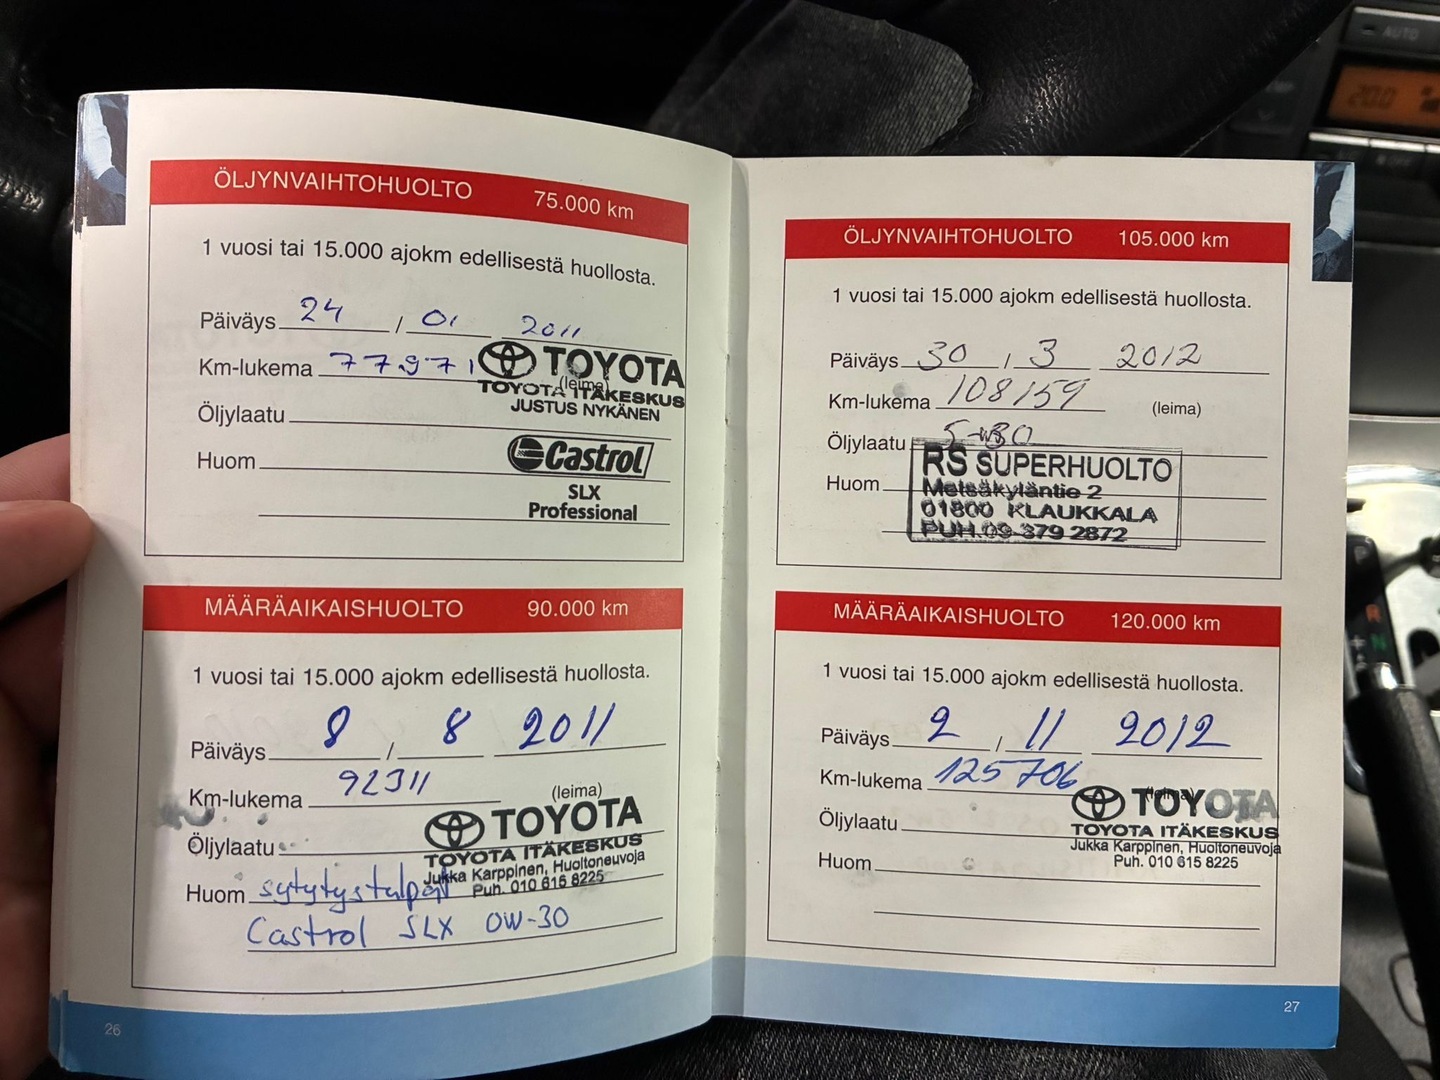 ÖLJYNVAIHTOHUOLTO 75.000 km
1 vuosi tai 15.000 ajokm edellisestä huollosta.
Päiväys 24 / 01 2011
Km-lukema 77971 (leima)
TOYOTA
TOYOTA ITÄKESKUS
JUSTUS NYKÄNEN
Öljylaatu
Huom
Castrol
SLX
Professional
MÄÄRÄAIKAISHUOLTO 90.000 km
1 vuosi tai 15.000 ajokm edellisestä huollosta.
Päiväys 8 / 8 2011
Km-lukema 92311 (leima)
TOYOTA
TOYOTA ITÄKESKUS
Jukka Karppinen, Huoltoneuvoja
Puh. 010 615 8225
Öljylaatu
Huom sytytystulpat
Castrol SLX 0W-30
26
ÖLJYNVAIHTOHUOLTO 105.000 km
1 vuosi tai 15.000 ajokm edellisestä huollosta.
Päiväys 30 / 3 2012
Km-lukema 108159 (leima)
Öljylaatu 5-W30
Huom
RS SUPERHUOLTO
Metsäkyläntie 2
01800 KLAUKKALA
PUH.09-379 2872
MÄÄRÄAIKAISHUOLTO 120.000 km
1 vuosi tai 15.000 ajokm edellisestä huollosta.
Päiväys 2 / 11 2012
Km-lukema 125706 (leima)
TOYOTA
TOYOTA ITÄKESKUS
Jukka Karppinen, Huoltoneuvoja
Puh. 010 615 8225
Öljylaatu
Huom
27
AUTO
P
R
N